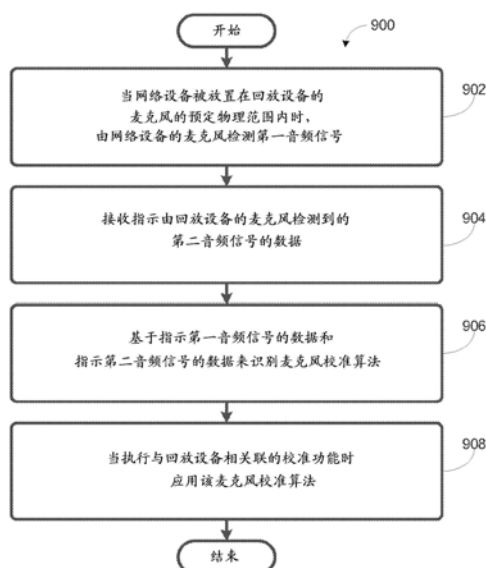 开始
900
当网络设备被放置在回放设备的
麦克风的预定物理范围内时，
由网络设备的麦克风检测第一音频信号
902
接收指示由回放设备的麦克风检测到的
第二音频信号的数据
904
基于指示第一音频信号的数据和
指示第二音频信号的数据来识别麦克风校准算法
906
当执行与回放设备相关联的校准功能时
应用该麦克风校准算法
908
结束